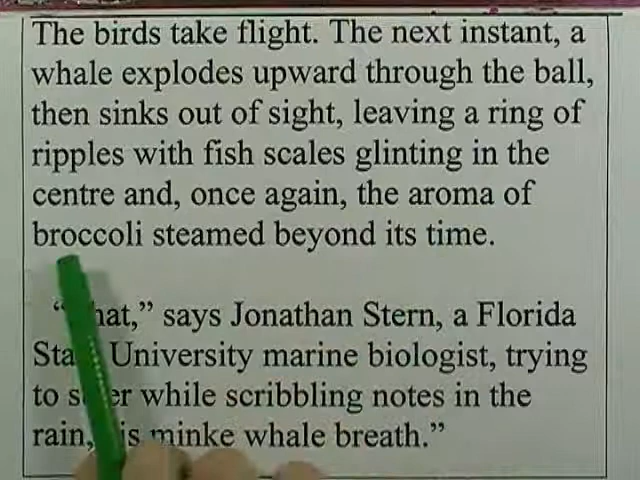 The birds take flight. The next instant, a
whale explodes upward through the ball,
then sinks out of sight, leaving a ring of
ripples with fish scales glinting in the
centre and, once again, the aroma of
broccoli steamed beyond its time.
hat,” says Jonathan Stern, a Florida
University marine biologist, trying
to while scribbling notes in the
rain, is minke whale breath.”